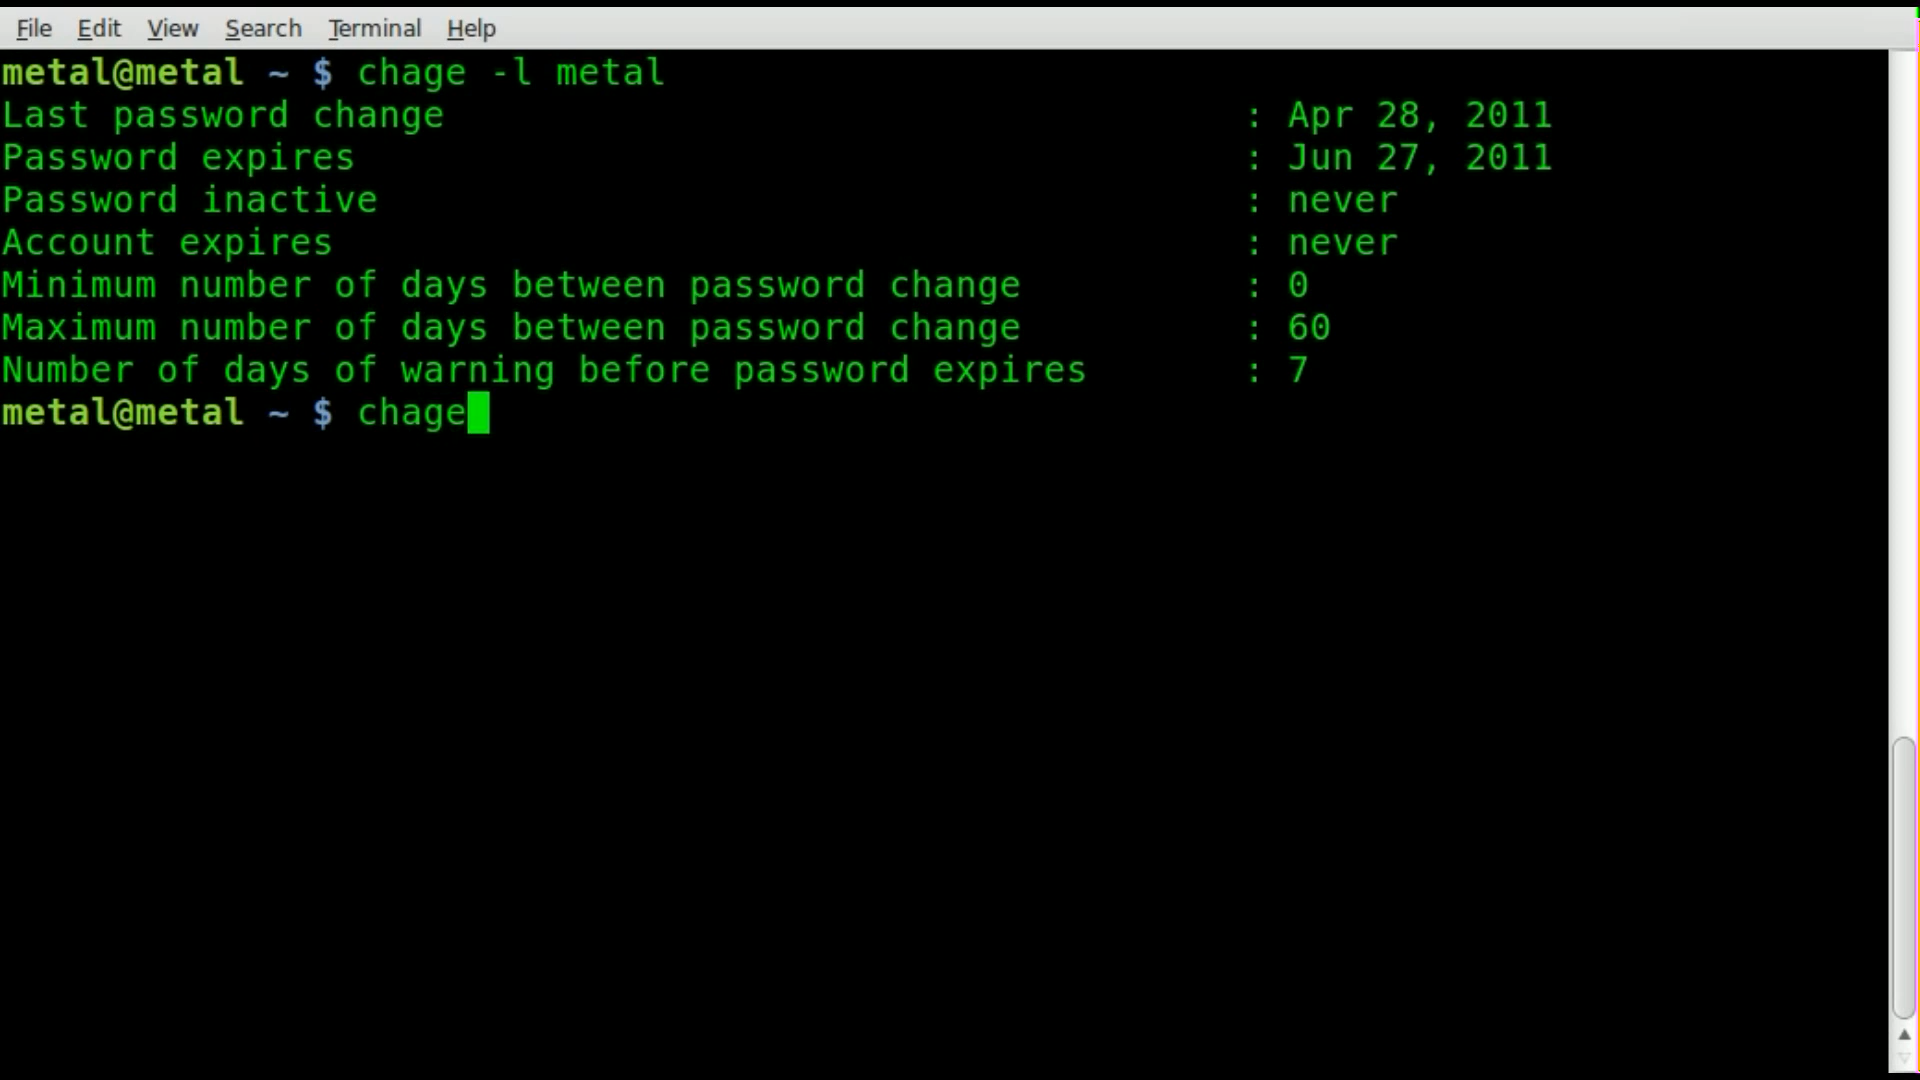 File Edit View Search Terminal Help
metal@metal ~ $ chage -l metal
Last password change : Apr 28, 2011
Password expires : Jun 27, 2011
Password inactive : never
Account expires : never
Minimum number of days between password change : 0
Maximum number of days between password change : 60
Number of days of warning before password expires : 7
metal@metal ~ $ chage